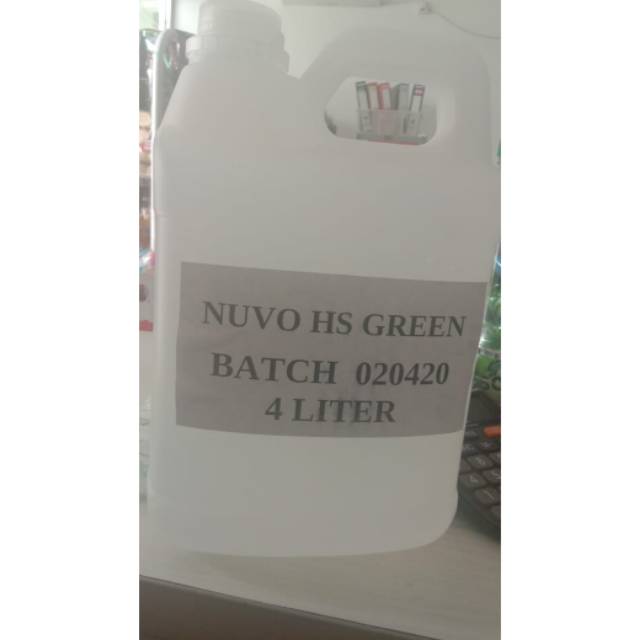 NUVO HS GREEN
BATCH 020420
4 LITER